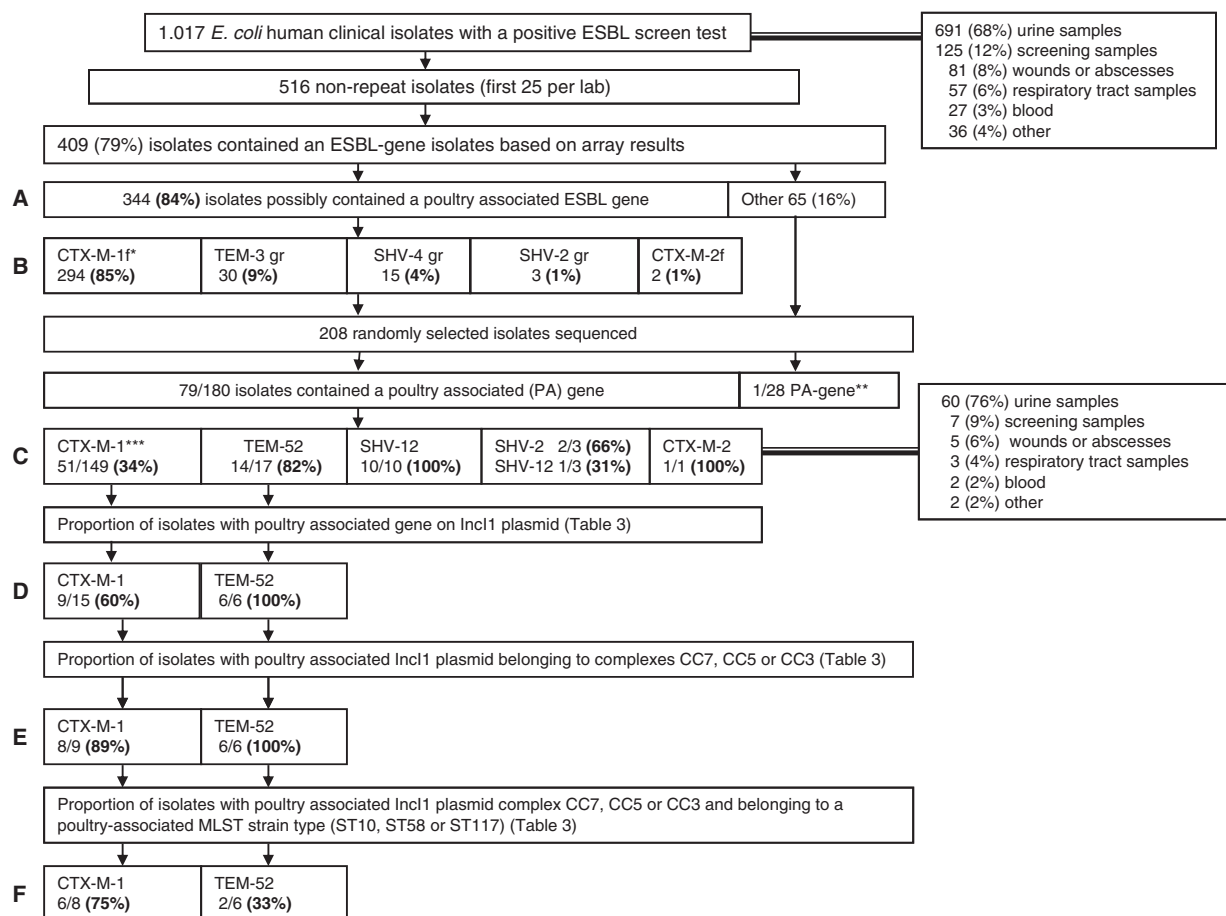 1.017 E. coli human clinical isolates with a positive ESBL screen test
691 (68%) urine samples
125 (12%) screening samples
81 (8%) wounds or abscesses
57 (6%) respiratory tract samples
27 (3%) blood
36 (4%) other
516 non-repeat isolates (first 25 per lab)
409 (79%) isolates contained an ESBL-gene isolates based on array results
A
344 (84%) isolates possibly contained a poultry associated ESBL gene
Other 65 (16%)
B
CTX-M-1f*
294 (85%)
TEM-3 gr
30 (9%)
SHV-4 gr
15 (4%)
SHV-2 gr
3 (1%)
CTX-M-2f
2 (1%)
208 randomly selected isolates sequenced
79/180 isolates contained a poultry associated (PA) gene
1/28 PA-gene**
C
CTX-M-1***
51/149 (34%)
TEM-52
14/17 (82%)
SHV-12
10/10 (100%)
SHV-2 2/3 (66%)
SHV-12 1/3 (31%)
CTX-M-2
1/1 (100%)
60 (76%) urine samples
7 (9%) screening samples
5 (6%) wounds or abscesses
3 (4%) respiratory tract samples
2 (2%) blood
2 (2%) other
Proportion of isolates with poultry associated gene on IncI1 plasmid (Table 3)
D
CTX-M-1
9/15 (60%)
TEM-52
6/6 (100%)
Proportion of isolates with poultry associated IncI1 plasmid belonging to complexes CC7, CC5 or CC3 (Table 3)
E
CTX-M-1
8/9 (89%)
TEM-52
6/6 (100%)
Proportion of isolates with poultry associated IncI1 plasmid complex CC7, CC5 or CC3 and belonging to a
poultry-associated MLST strain type (ST10, ST58 or ST117) (Table 3)
F
CTX-M-1
6/8 (75%)
TEM-52
2/6 (33%)